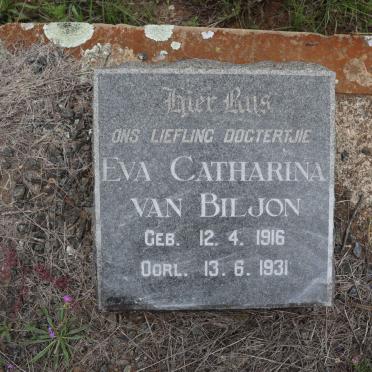 Hier Rus
ONS LIEFLING DOGTERTJIE
EVA CATHARINA
VAN BILJON
GEB. 12. 4. 1916
OORL. 13. 6. 1931